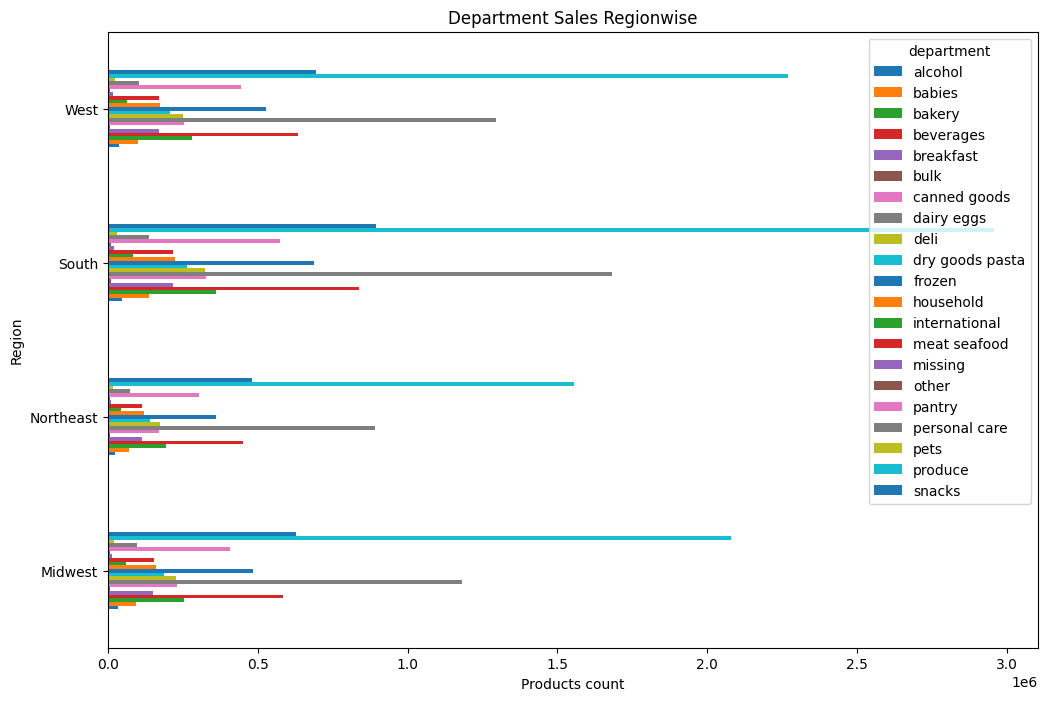 Department Sales Regionwise
department
alcohol
babies
bakery
beverages
breakfast
bulk
canned goods
dairy eggs
deli
dry goods pasta
frozen
household
international
meat seafood
missing
other
pantry
personal care
pets
produce
snacks
Region
West
South
Northeast
Midwest
0.0 0.5 1.0 1.5 2.0 2.5 3.0
1e6
Products count